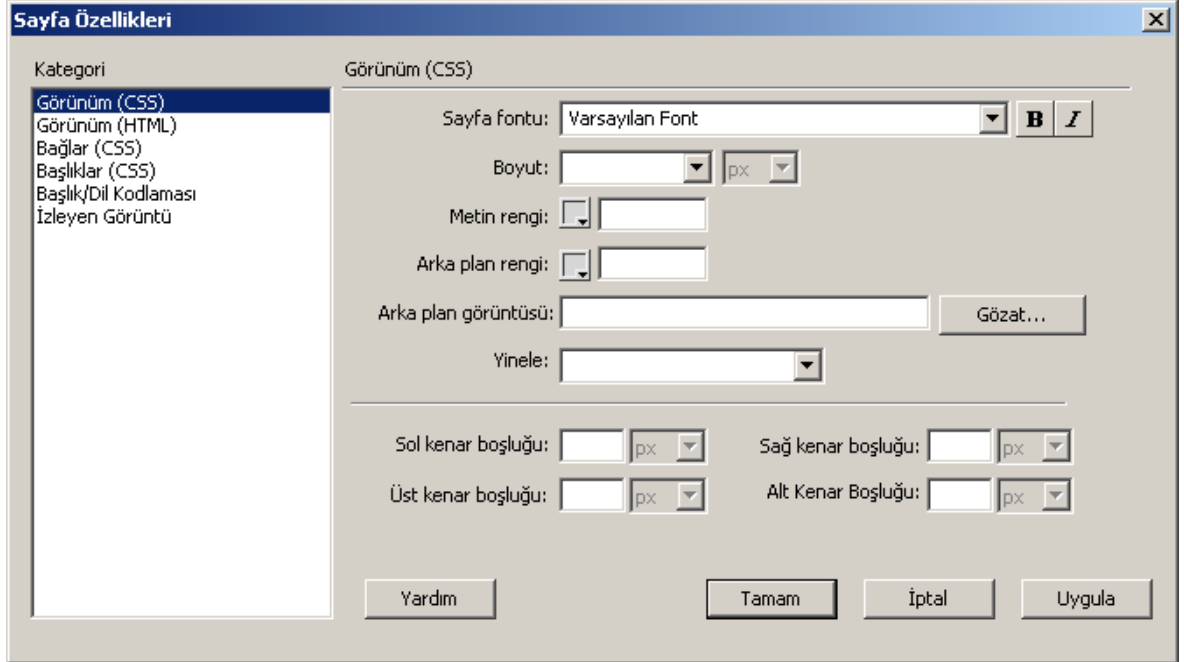 Sayfa Özellikleri
Kategori
Görünüm (CSS)
Görünüm (HTML)
Bağlar (CSS)
Başlıklar (CSS)
Başlık/Dil Kodlaması
İzleyen Görüntü
Görünüm (CSS)
Sayfa fontu: Varsayılan Font B I
Boyut: px
Metin rengi:
Arka plan rengi:
Arka plan görüntüsü: Gözat...
Yinele:
Sol kenar boşluğu: px Sağ kenar boşluğu: px
Üst kenar boşluğu: px Alt Kenar Boşluğu: px
Yardım Tamam İptal Uygula